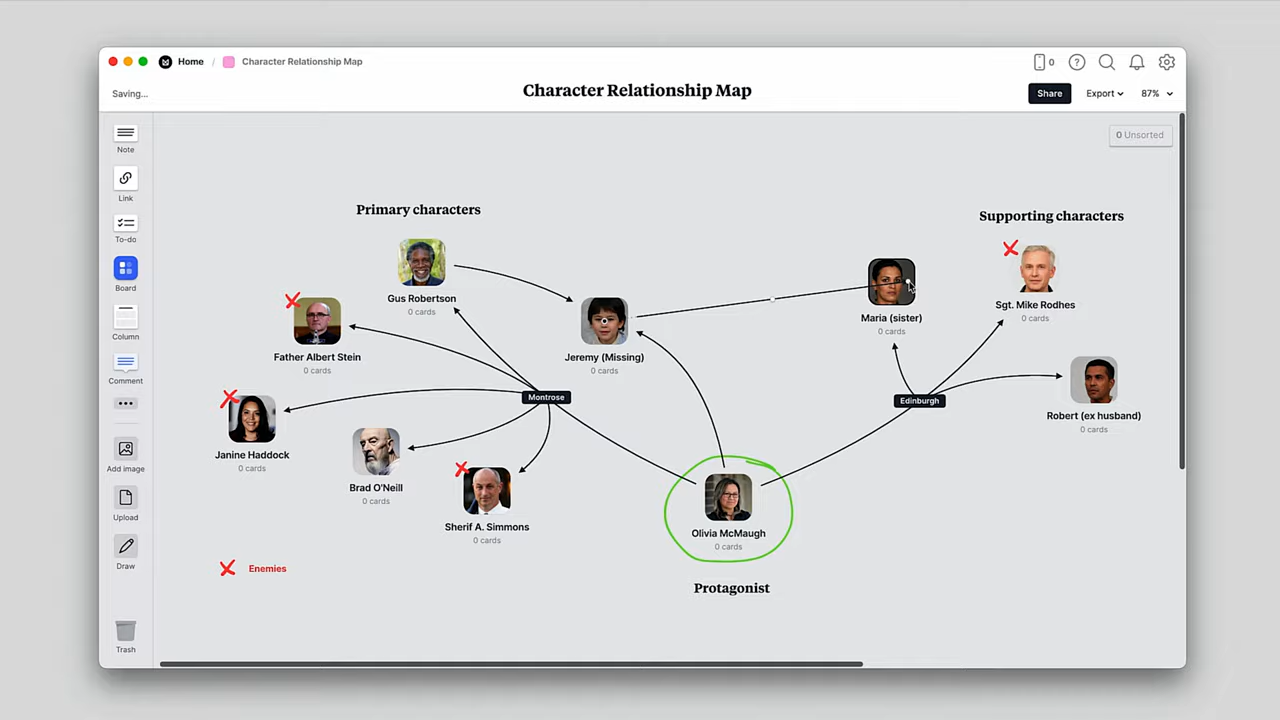 Home / Character Relationship Map
0
Saving...
Character Relationship Map
Share
Export
87%
0 Unsorted
Note
Link
To-do
Board
Column
Comment
Add image
Upload
Draw
Trash
Primary characters
Supporting characters
Gus Robertson
0 cards
Father Albert Stein
0 cards
Jeremy (Missing)
0 cards
Maria (sister)
0 cards
Sgt. Mike Rodhes
0 cards
Montrose
Edinburgh
Janine Haddock
0 cards
Robert (ex husband)
0 cards
Brad O'Neill
0 cards
Sherif A. Simmons
0 cards
Olivia McMaugh
0 cards
Enemies
Protagonist